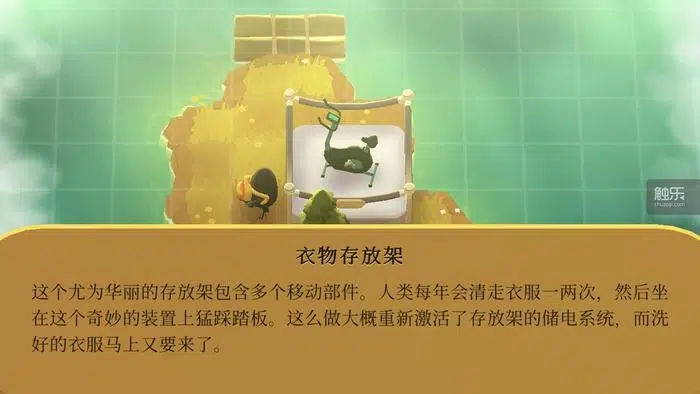 触乐
chuapp.com
衣物存放架
这个尤为华丽的存放架包含多个移动部件。人类每年会清走衣服一两次，然后坐
在这个奇妙的装置上猛踩踏板。这么做大概重新激活了存放架的储电系统，而洗
好的衣服马上又要来了。